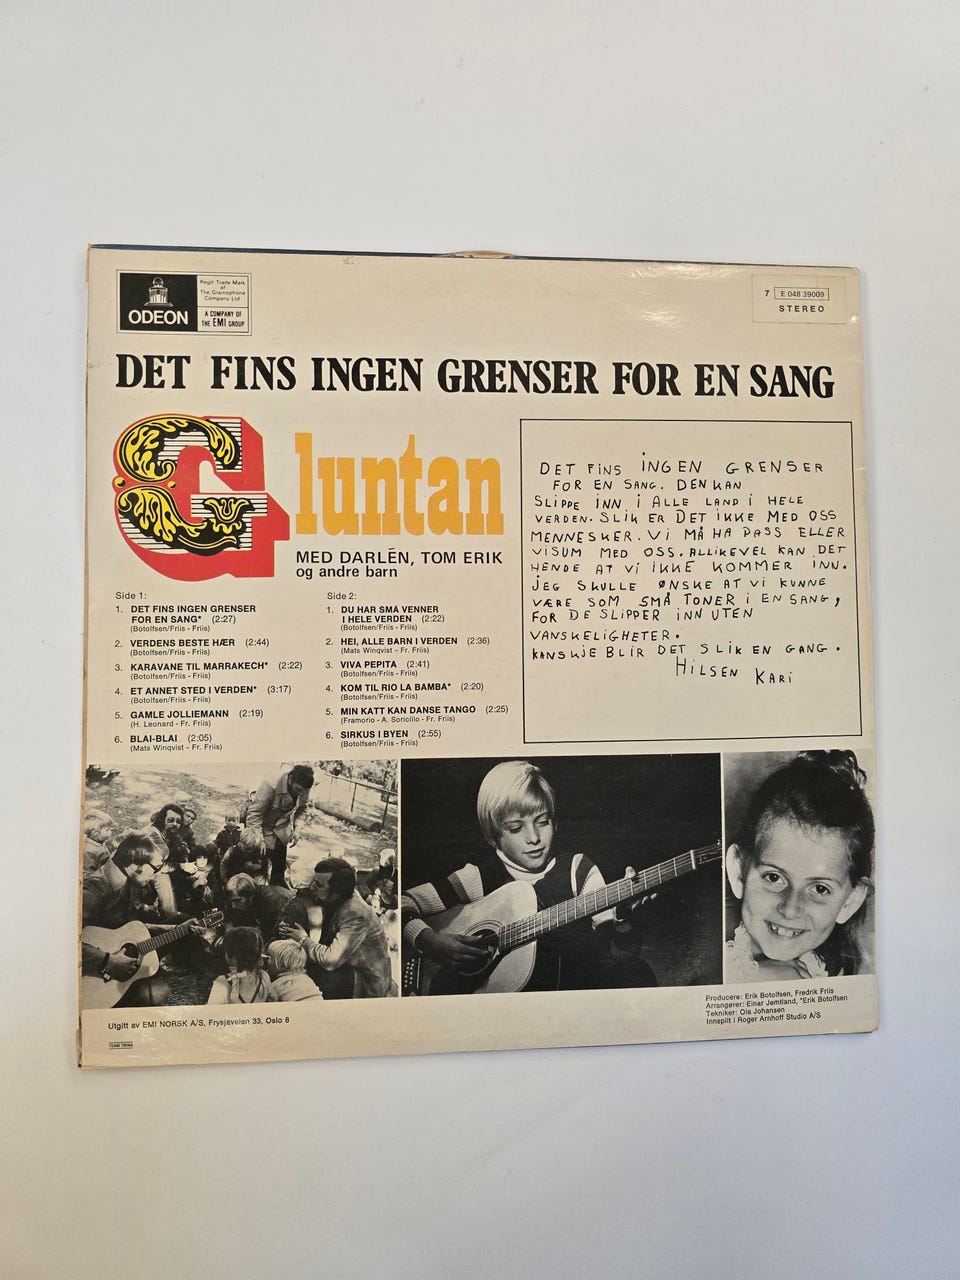 ODEON
Regd Trade Mark
of
The Gramophone
Company Ltd
A COMPANY OF
THE EMI GROUP
7 E 048 39009
STEREO
DET FINS INGEN GRENSER FOR EN SANG
Gluntan
MED DARLÉN, TOM ERIK
og andre barn
Side 1:
1. DET FINS INGEN GRENSER
FOR EN SANG* (2:27)
(Botolfsen/Friis - Friis)
2. VERDENS BESTE HÆR (2:44)
(Botolfsen/Friis - Friis)
3. KARAVANE TIL MARRAKECH* (2:22)
(Botolfsen/Friis - Friis)
4. ET ANNET STED I VERDEN* (3:17)
(Botolfsen/Friis - Friis)
5. GAMLE JOLLIEMANN (2:19)
(H. Leonard - Fr. Friis)
6. BLAI-BLAI (2:05)
(Mats Winqvist - Fr. Friis)
Side 2:
1. DU HAR SMÅ VENNER
I HELE VERDEN (2:22)
(Botolfsen/Friis - Friis)
2. HEI, ALLE BARN I VERDEN (2:36)
(Mats Winqvist - Fr. Friis)
3. VIVA PEPITA (2:41)
(Botolfsen/Friis - Friis)
4. KOM TIL RIO LA BAMBA* (2:20)
(Botolfsen/Friis - Friis)
5. MIN KATT KAN DANSE TANGO (2:25)
(Framorio - A. Soricillo - Fr. Friis)
6. SIRKUS I BYEN (2:55)
(Botolfsen/Friis - Friis)
DET FINS INGEN GRENSER
FOR EN SANG. DEN KAN
SLIPPE INN I ALLE LAND I HELE
VERDEN. SLIK ER DET IKKE MED OSS
MENNESKER. VI MÅ HA PASS ELLER
VISUM MED OSS. ALLIKEVEL KAN DET
HENDE AT VI IKKE KOMMER INN.
JEG SKULLE ØNSKE AT VI KUNNE
VÆRE SOM SMÅ TONER I EN SANG,
FOR DE SLIPPER INN UTEN
VANSKELIGHETER.
KANSKJE BLIR DET SLIK EN GANG.
HILSEN KARI
Utgitt av EMI NORSK A/S, Frysjaveien 33, Oslo 8
Producere: Erik Botolfsen, Fredrik Friis
Arrangører: Einar Jemtland, *Erik Botolfsen
Tekniker: Ola Johansen
Innspilt i Roger Arnhoff Studio A/S